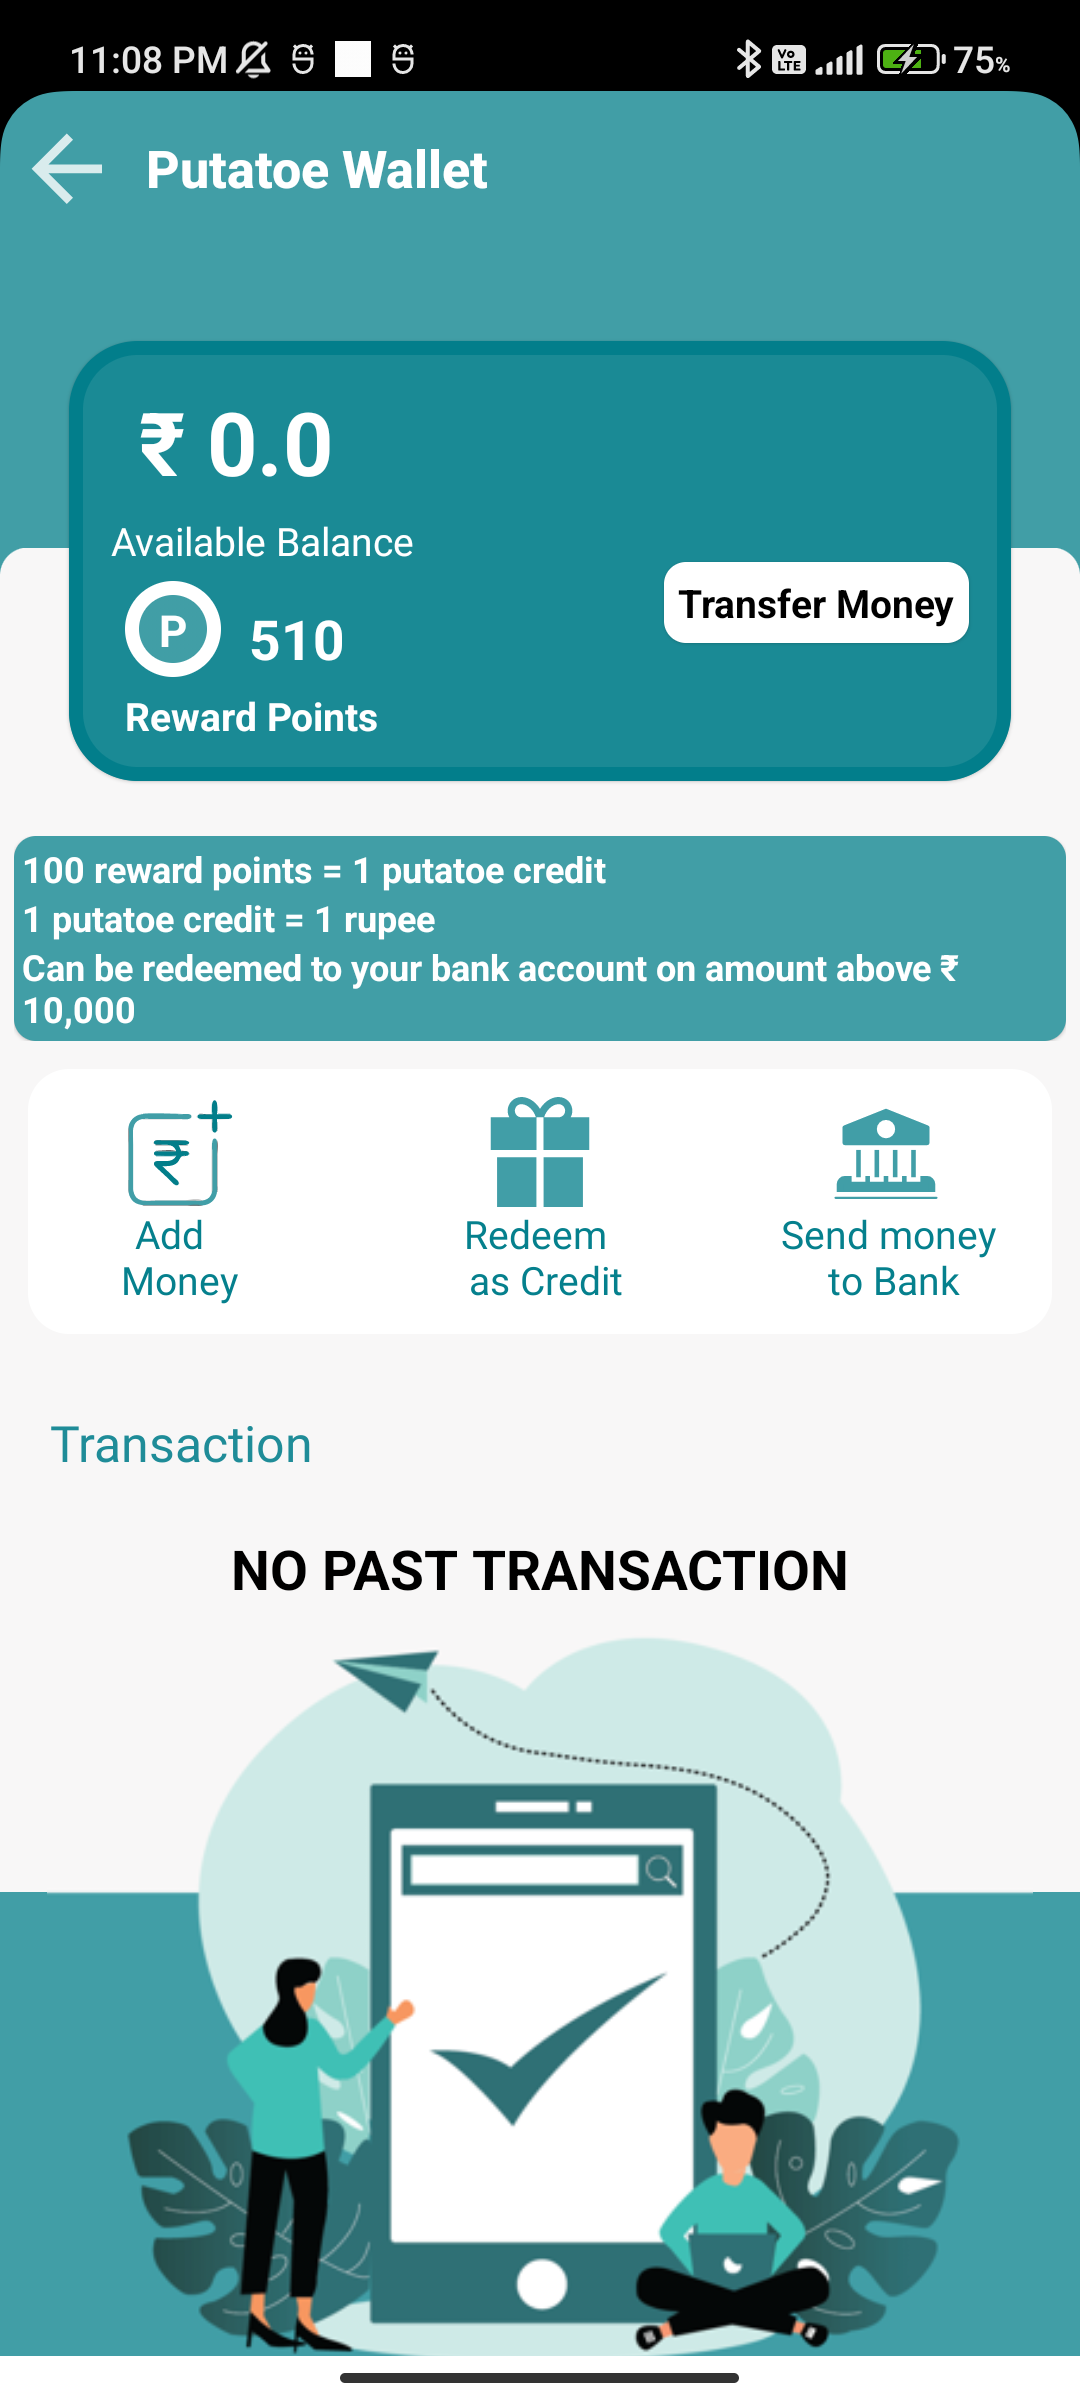 11:08 PM
Vo
LTE
75%
Putatoe Wallet
₹ 0.0
Available Balance
P
510
Transfer Money
Reward Points
100 reward points = 1 putatoe credit
1 putatoe credit = 1 rupee
Can be redeemed to your bank account on amount above ₹
10,000
₹
Add
Money
Redeem
as Credit
Send money
to Bank
Transaction
NO PAST TRANSACTION